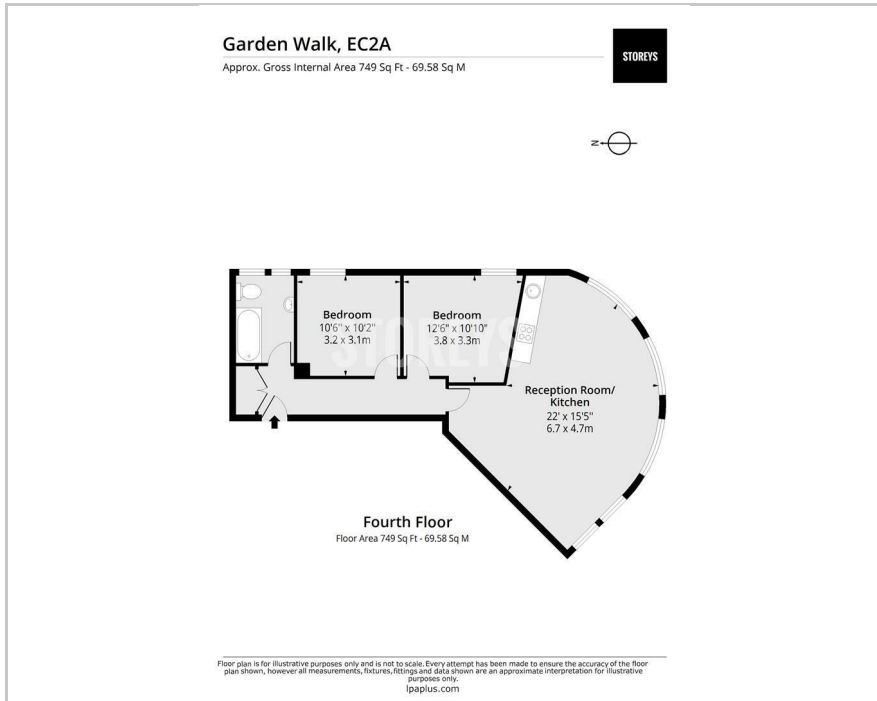 Garden Walk, EC2A
Approx. Gross Internal Area 749 Sq Ft - 69.58 Sq M
STOREYS
N
Bedroom
10'6" x 10'2"
3.2 x 3.1m
Bedroom
12'6" x 10'10"
3.8 x 3.3m
STOREYS
Reception Room/
Kitchen
22' x 15'5"
6.7 x 4.7m
Fourth Floor
Floor Area 749 Sq Ft - 69.58 Sq M
Floor plan is for illustrative purposes only and is not to scale. Every attempt has been made to ensure the accuracy of the floor
plan shown, however all measurements, fixtures, fittings and data shown are an approximate interpretation for illustrative
purposes only.
lpaplus.com